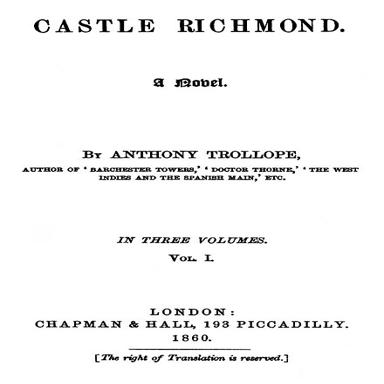 CASTLE RICHMOND.
A Novel.
BY ANTHONY TROLLOPE,
AUTHOR OF ‘ BARCHESTER TOWERS,’ ‘ DOCTOR THORNE,’ ‘ THE WEST
INDIES AND THE SPANISH MAIN,’ ETC.
IN THREE VOLUMES.
VOL. I.
LONDON:
CHAPMAN & HALL, 193 PICCADILLY.
1860.
[The right of Translation is reserved.]